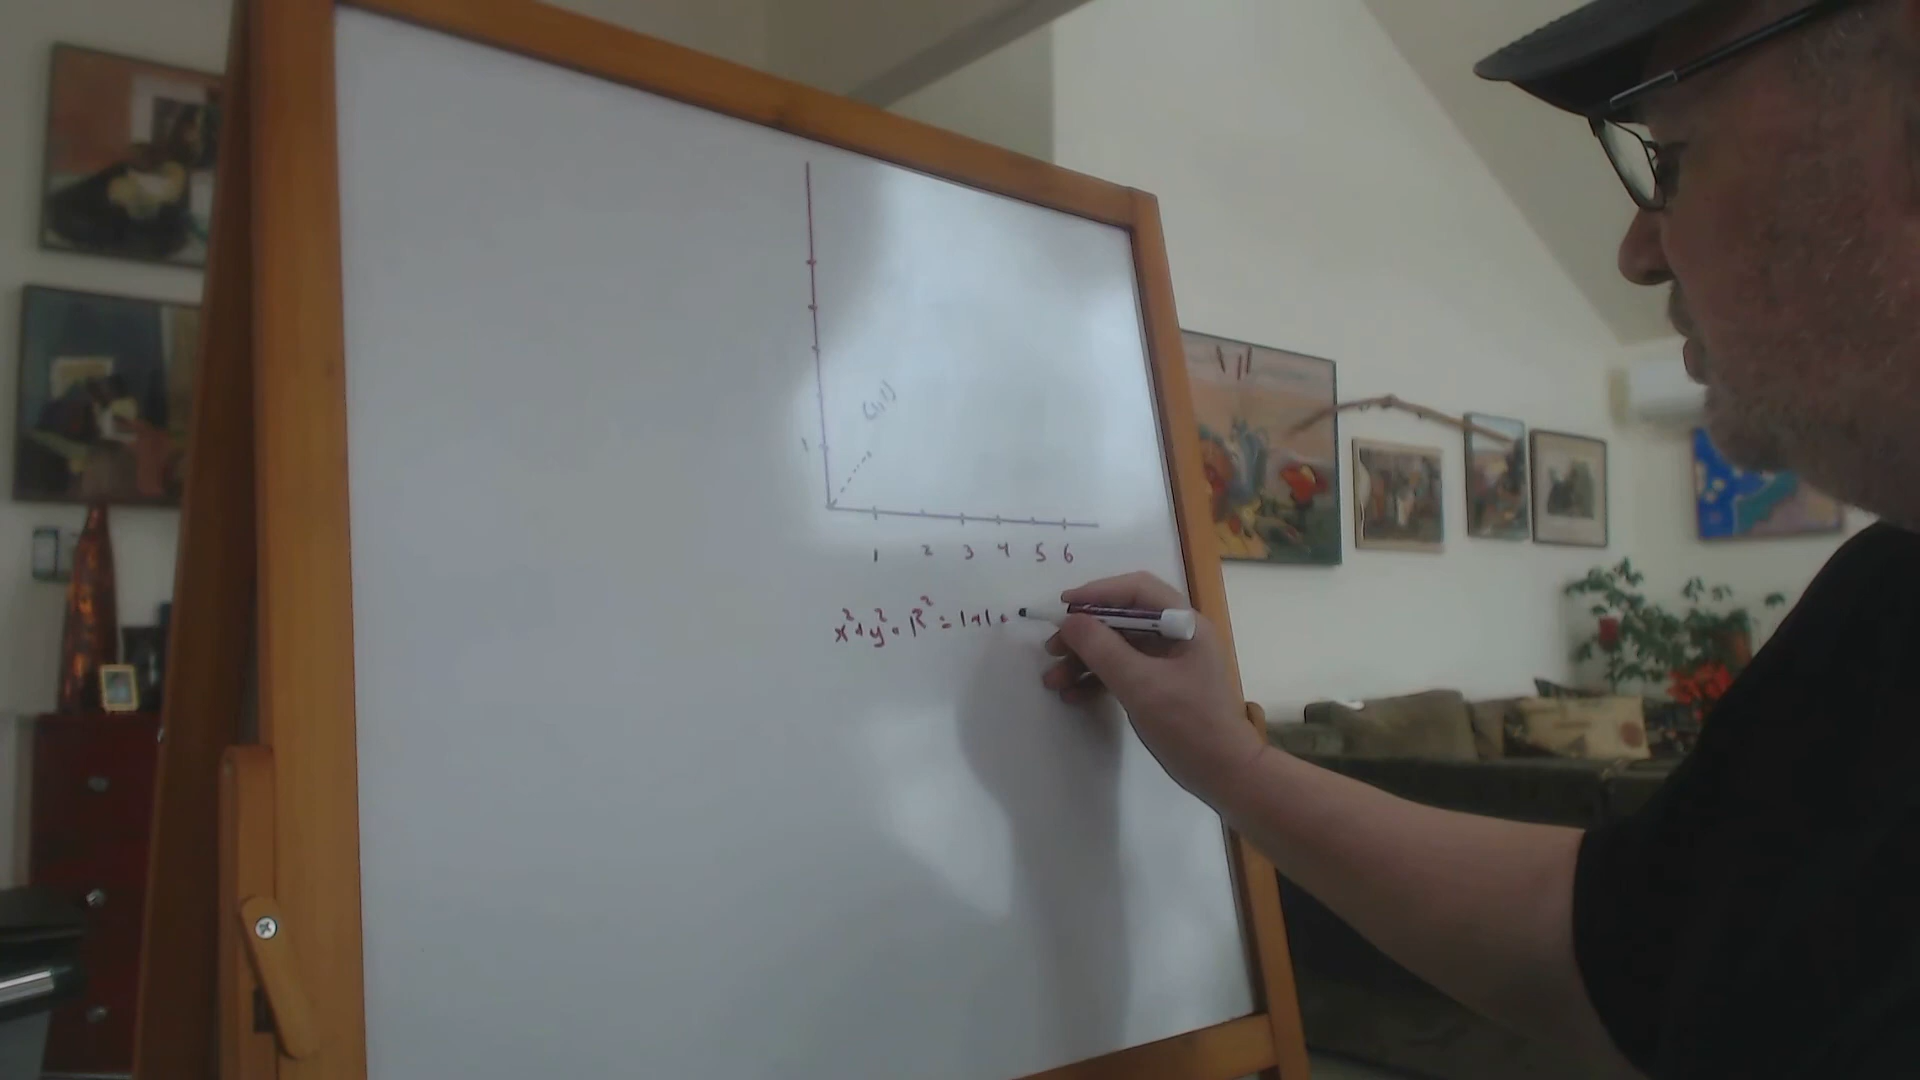 (1,1)
1
1 2 3 4 5 6
x²+y²=R²=1+1=